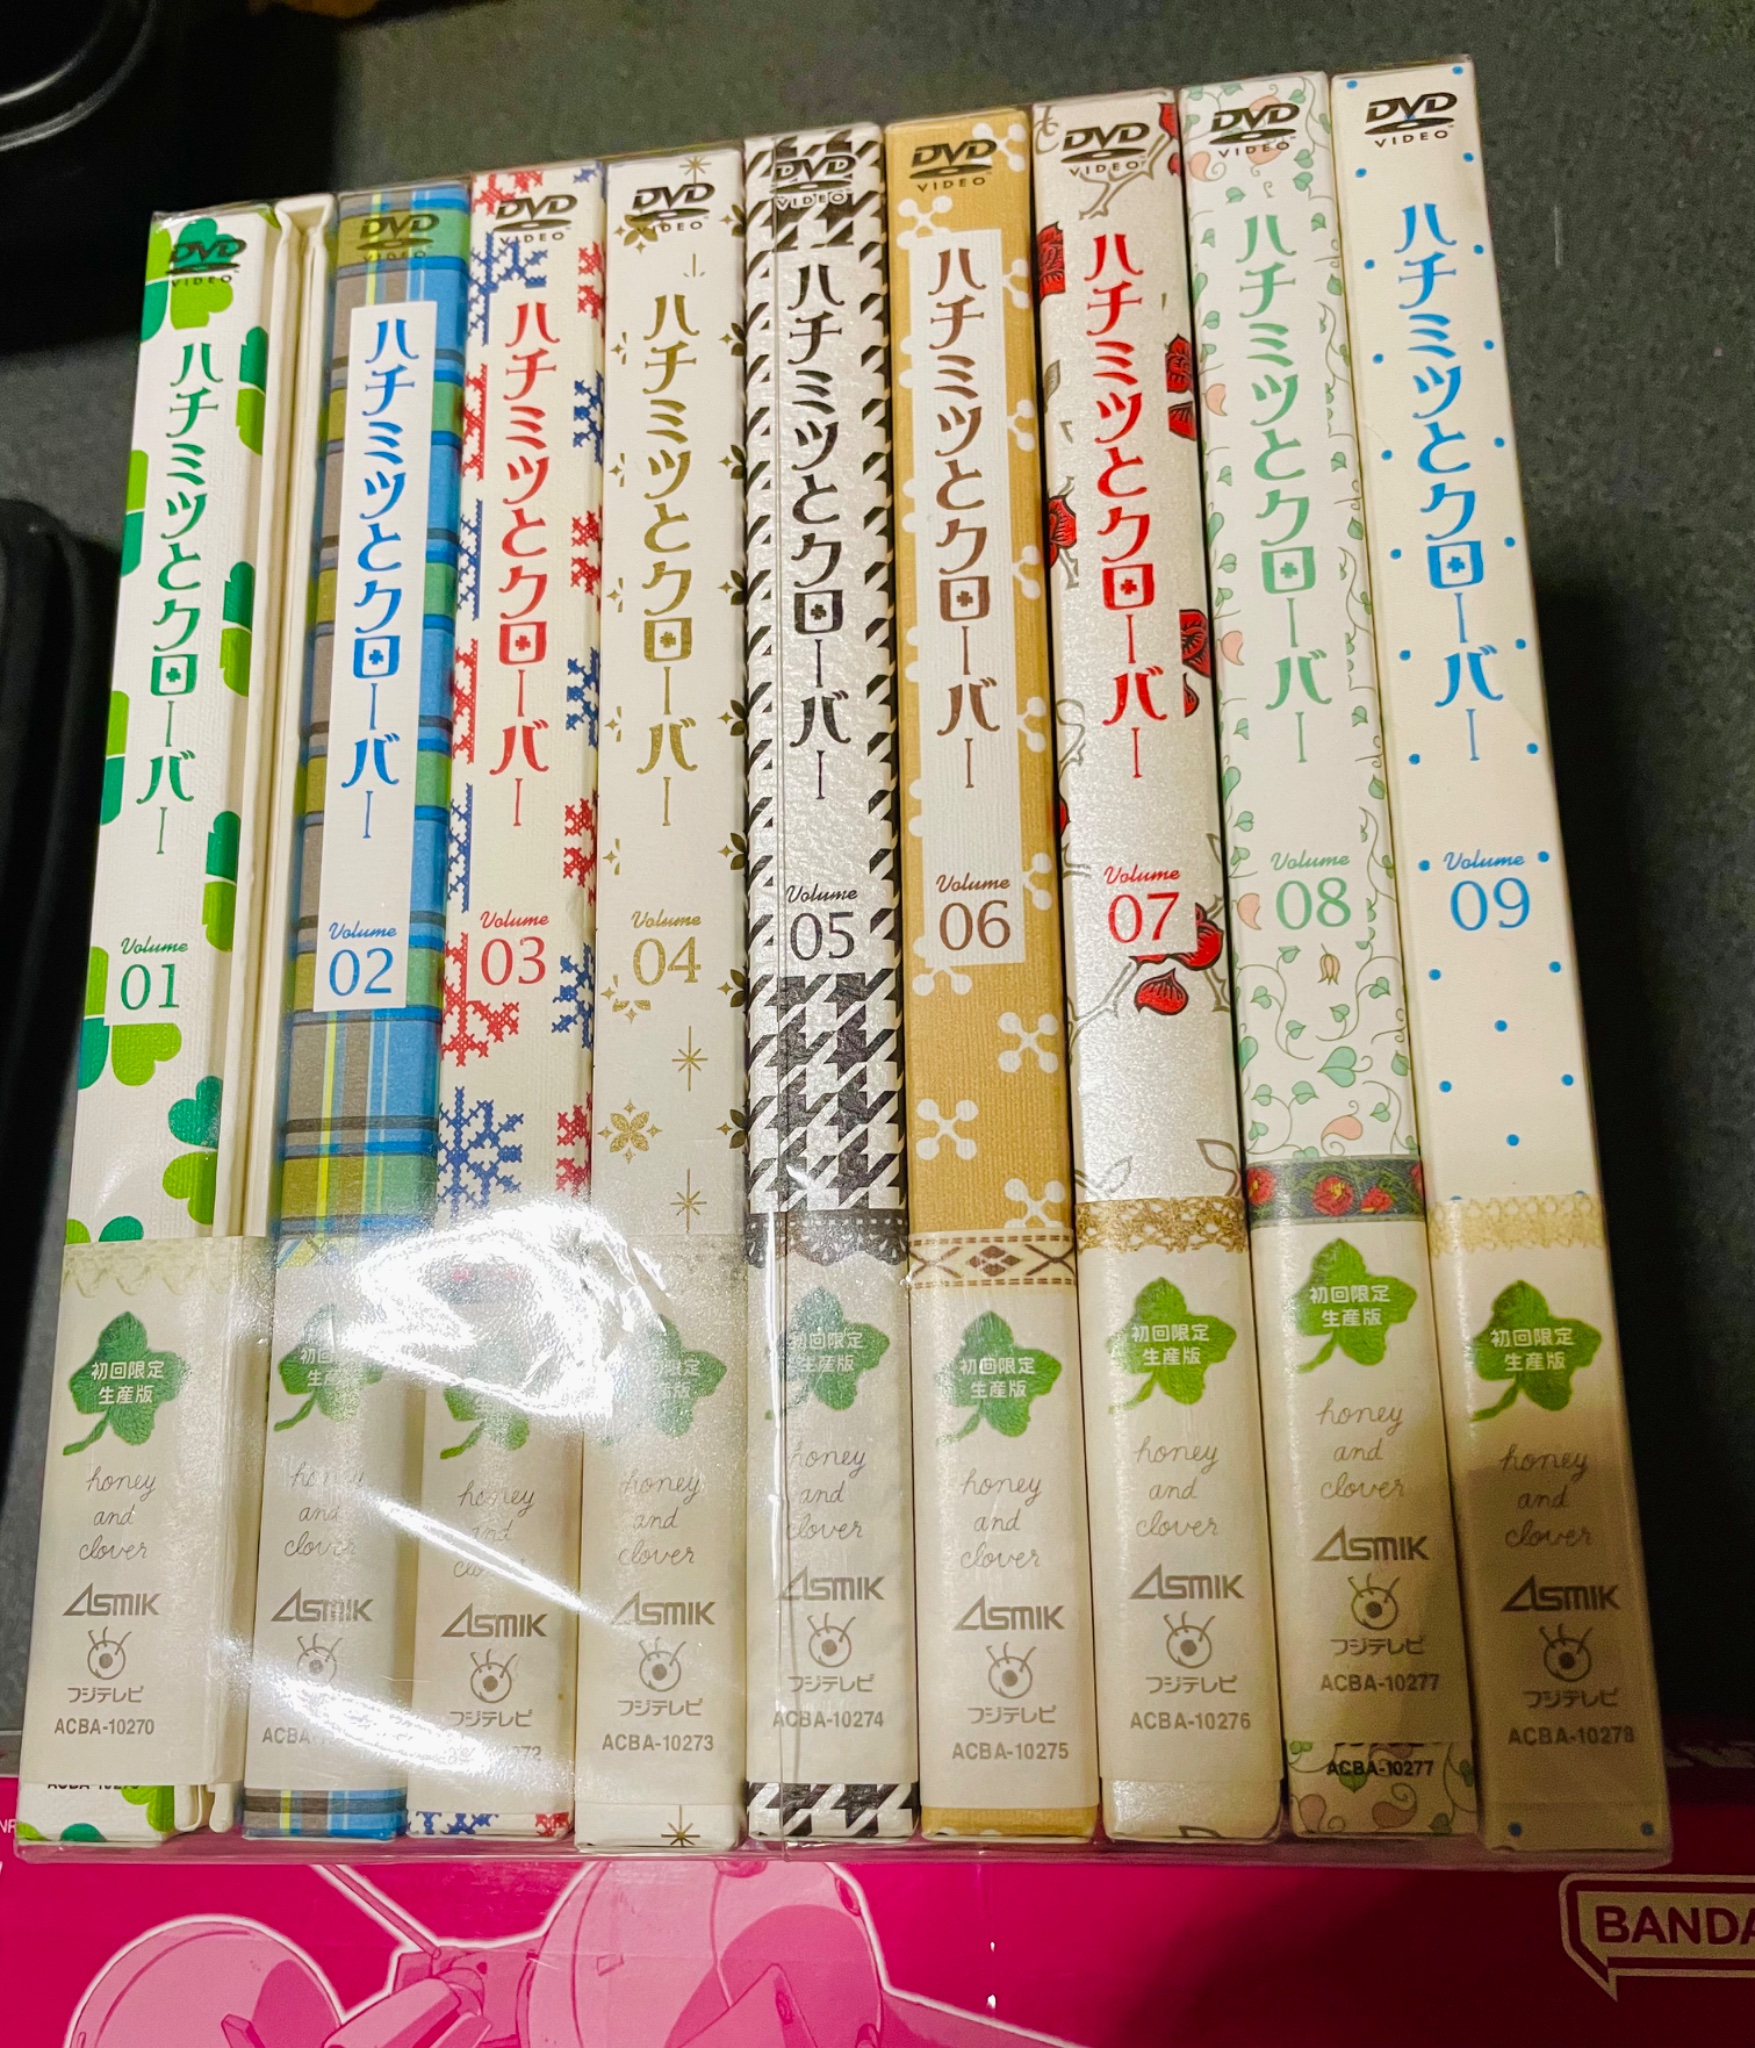 DVD
VIDEO
ハチミツとクローバー
Volume
01
初回限定
生産版
honey
and
clover
ASMIK
フジテレビ
ACBA-10270
DVD
VIDEO
ハチミツとクローバー
Volume
02
初回
生産
honey
and
clover
ASMIK
DVD
VIDEO
ハチミツとクローバー
Volume
03
honey
and
ASMIK
フジテレビ
DVD
VIDEO
ハチミツとクローバー
Volume
04
honey
and
clover
ASMIK
フジテレビ
ACBA-10273
DVD
VIDEO
ハチミツとクローバー
Volume
05
初回限定
生産版
honey
and
clover
ASMIK
フジテレビ
ACBA-10274
DVD
VIDEO
ハチミツとクローバー
Volume
06
初回限定
生産版
honey
and
clover
ASMIK
フジテレビ
ACBA-10275
DVD
VIDEO
ハチミツとクローバー
Volume
07
初回限定
生産版
honey
and
clover
ASMIK
フジテレビ
ACBA-10276
DVD
VIDEO
ハチミツとクローバー
Volume
08
初回限定
生産版
honey
and
clover
ASMIK
フジテレビ
ACBA-10277
ACBA-10277
DVD
VIDEO
ハチミツとクローバー
Volume
09
初回限定
生産版
honey
and
clover
ASMIK
フジテレビ
ACBA-10278
BANDA